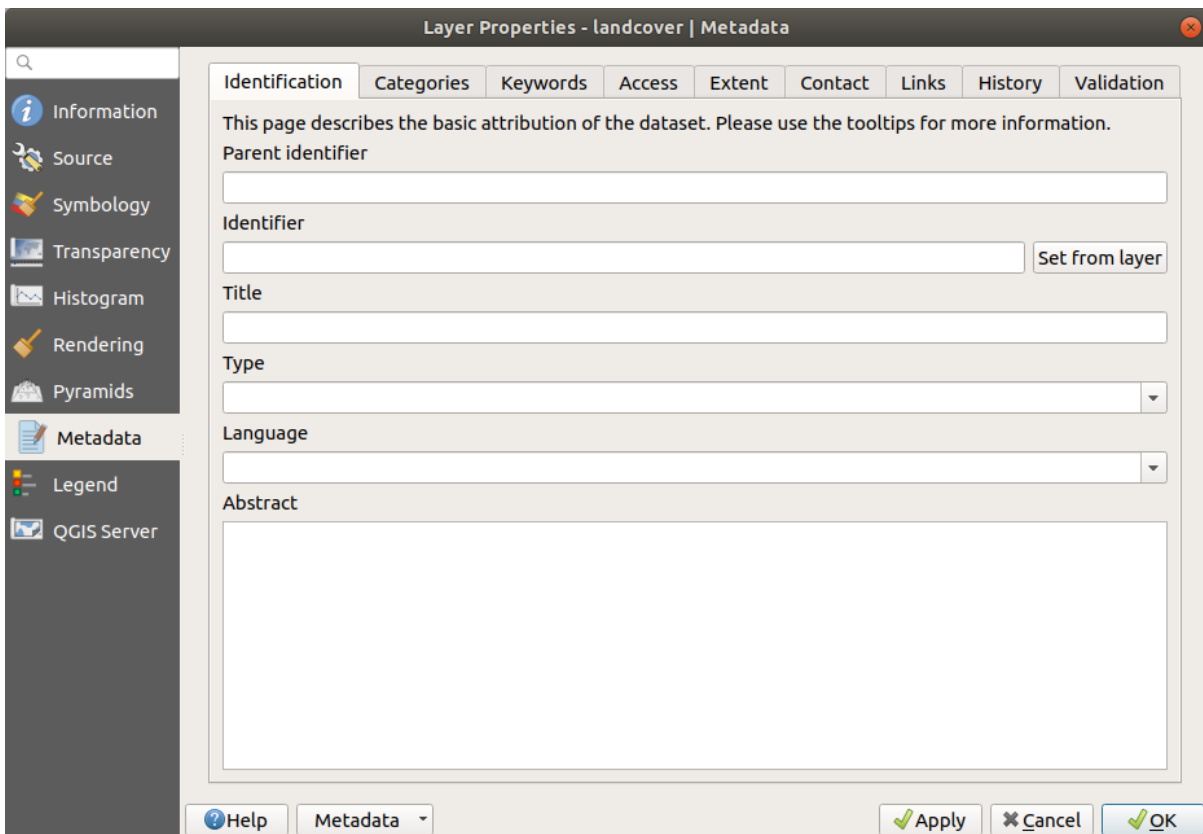 Layer Properties - landcover | Metadata
Information
Source
Symbology
Transparency
Histogram
Rendering
Pyramids
Metadata
Legend
QGIS Server
Identification Categories Keywords Access Extent Contact Links History Validation
This page describes the basic attribution of the dataset. Please use the tooltips for more information.
Parent identifier
Identifier
Set from layer
Title
Type
Language
Abstract
Help Metadata Apply Cancel OK